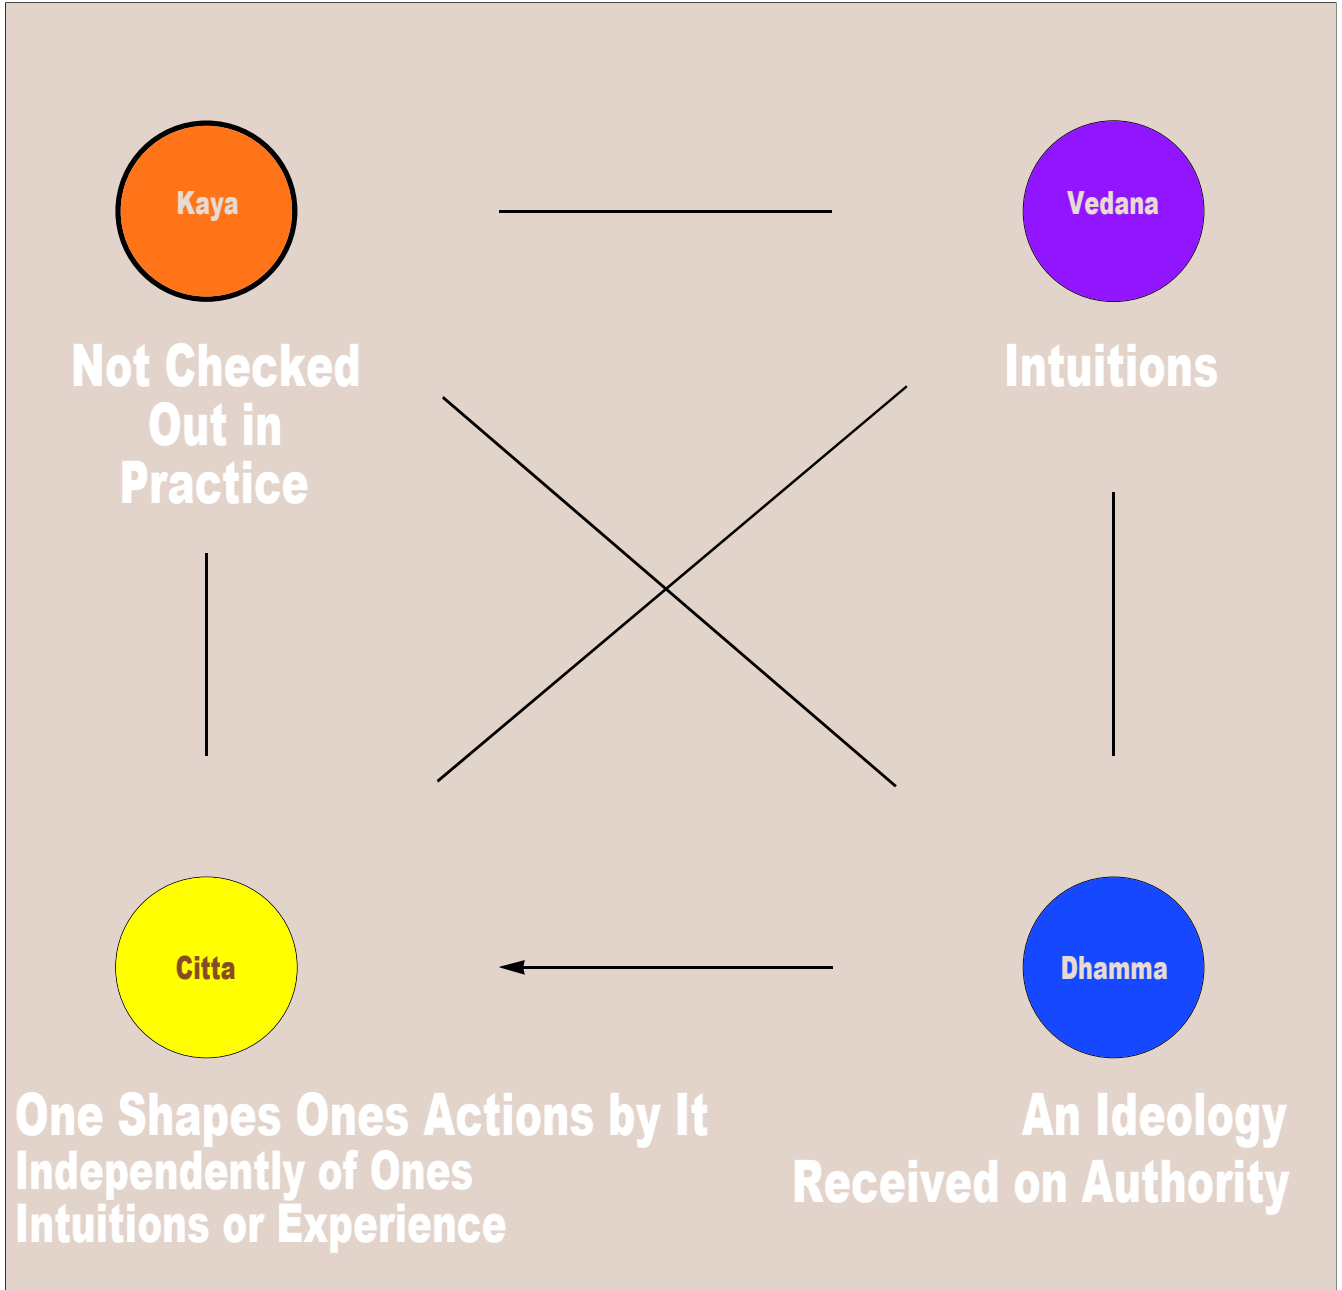 Kaya
Vedana
Not Checked
Out in
Practice
Intuitions
Citta
Dhamma
One Shapes Ones Actions by It
Independently of Ones
Intuitions or Experience
An Ideology
Received on Authority